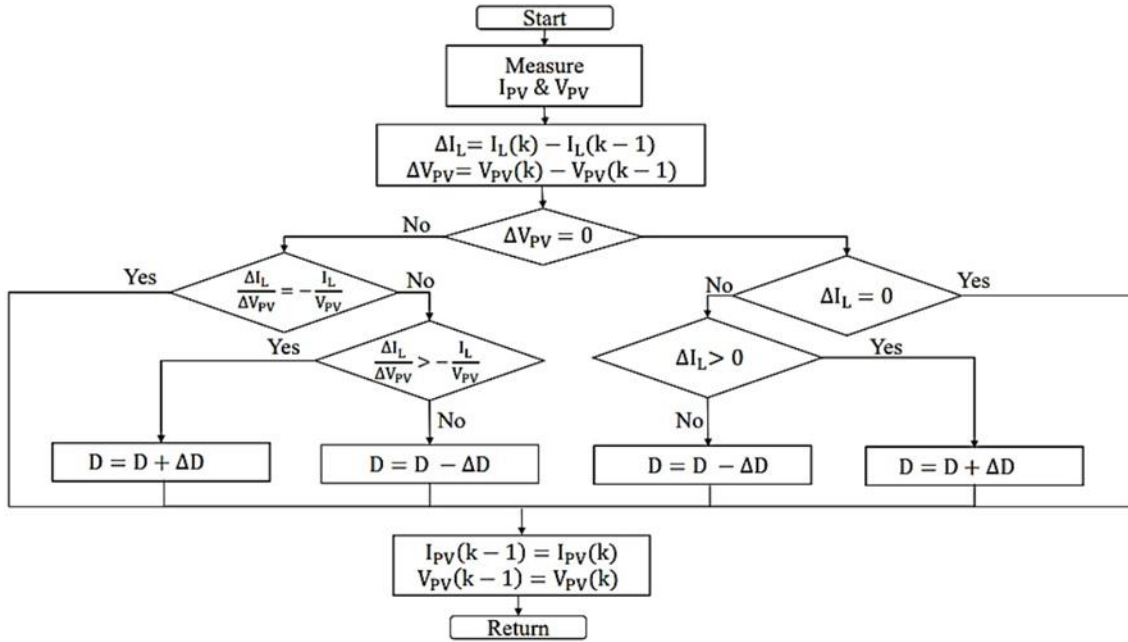 Start
Measure
I_PV & V_PV
ΔI_L= I_L(k) − I_L(k − 1)
ΔV_PV= V_PV(k) − V_PV(k − 1)
No
ΔV_PV = 0
Yes
ΔI_L/ΔV_PV = − I_L/V_PV
No
No
ΔI_L = 0
Yes
Yes
ΔI_L/ΔV_PV > − I_L/V_PV
ΔI_L > 0
Yes
No
No
D = D + ΔD
D = D − ΔD
D = D − ΔD
D = D + ΔD
I_PV(k − 1) = I_PV(k)
V_PV(k − 1) = V_PV(k)
Return